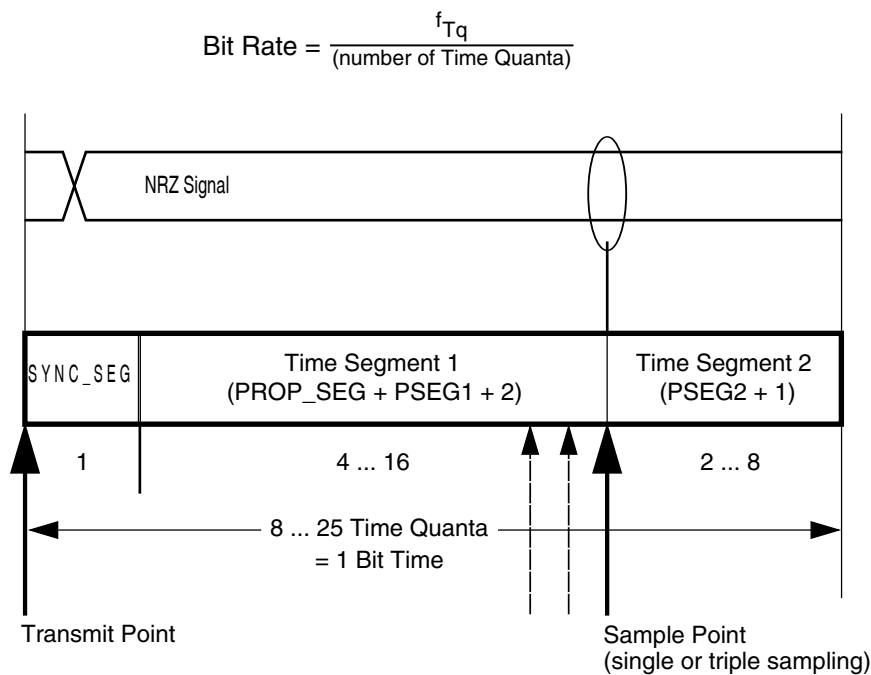 Bit Rate = fTq
(number of Time Quanta)
NRZ Signal
SYNC_SEG
Time Segment 1
(PROP_SEG + PSEG1 + 2)
Time Segment 2
(PSEG2 + 1)
1
4 ... 16
2 ... 8
8 ... 25 Time Quanta
= 1 Bit Time
Transmit Point
Sample Point
(single or triple sampling)